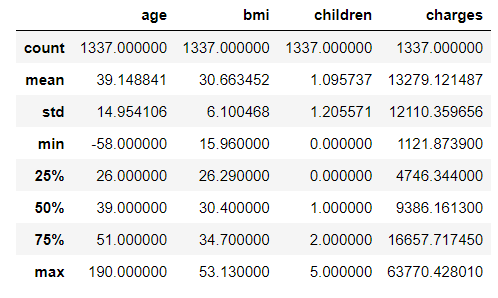 age bmi children charges
count 1337.000000 1337.000000 1337.000000 1337.000000
mean 39.148841 30.663452 1.095737 13279.121487
std 14.954106 6.100468 1.205571 12110.359656
min -58.000000 15.960000 0.000000 1121.873900
25% 26.000000 26.290000 0.000000 4746.344000
50% 39.000000 30.400000 1.000000 9386.161300
75% 51.000000 34.700000 2.000000 16657.717450
max 190.000000 53.130000 5.000000 63770.428010